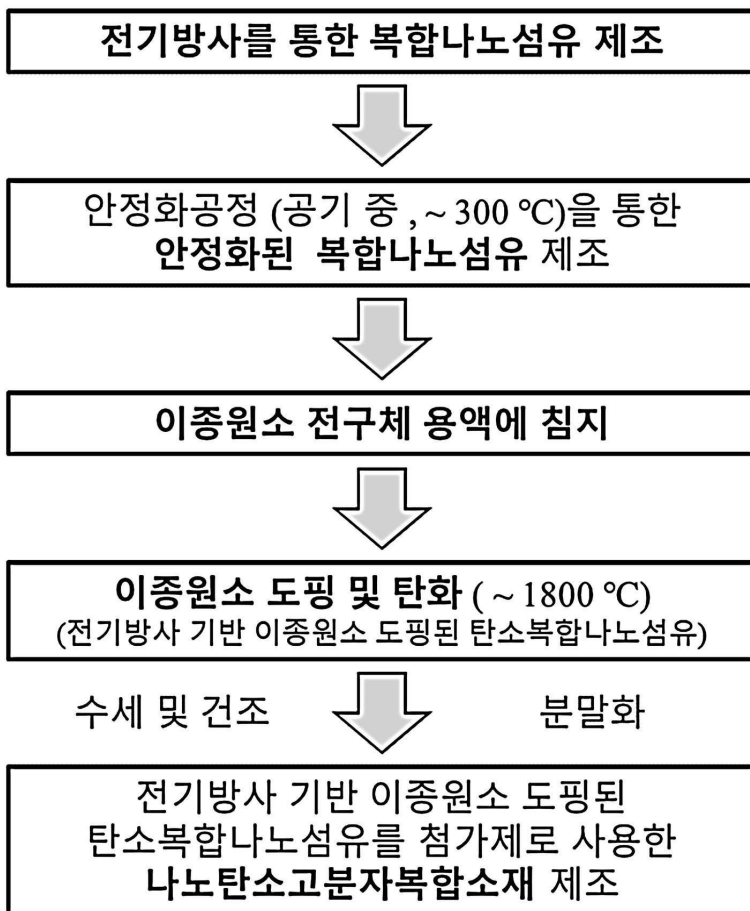 전기방사를 통한 복합나노섬유 제조
안정화공정 (공기 중 , ~ 300 ℃)을 통한
안정화된 복합나노섬유 제조
이종원소 전구체 용액에 침지
이종원소 도핑 및 탄화 ( ~ 1800 ℃)
(전기방사 기반 이종원소 도핑된 탄소복합나노섬유)
수세 및 건조 분말화
전기방사 기반 이종원소 도핑된
탄소복합나노섬유를 첨가제로 사용한
나노탄소고분자복합소재 제조